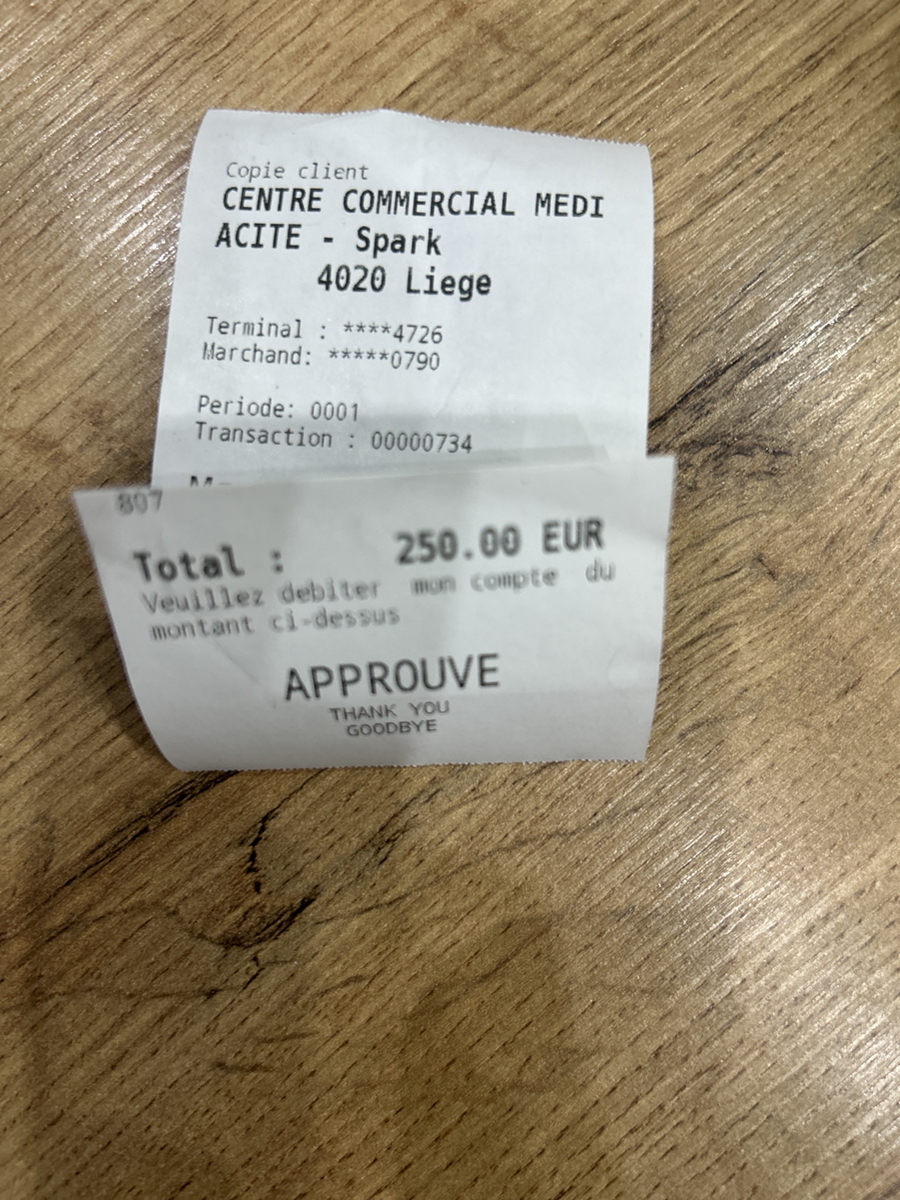 Copie client
CENTRE COMMERCIAL MEDI
ACITE - Spark
4020 Liege
Terminal : ****4726
Marchand: *****0790
Periode: 0001
Transaction : 00000734
807
Total : 250.00 EUR
Veuillez debiter mon compte du
montant ci-dessus
APPROUVE
THANK YOU
GOODBYE